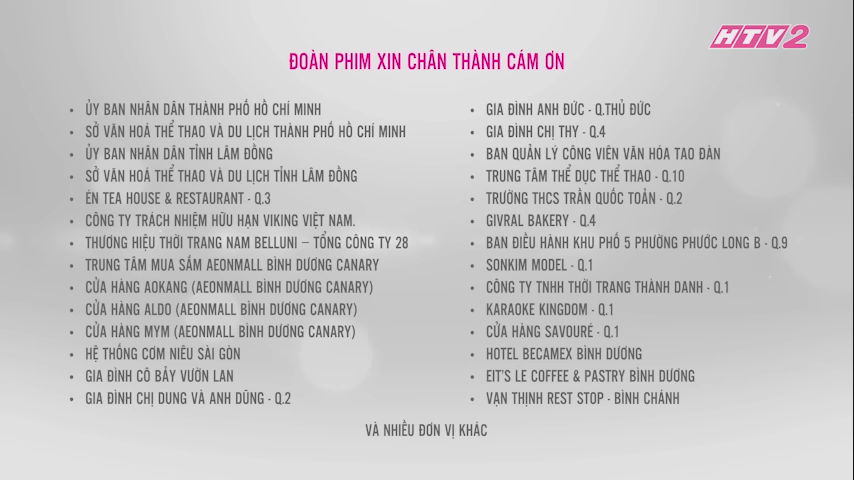 HTV2
ĐOÀN PHIM XIN CHÂN THÀNH CÁM ƠN
• ỦY BAN NHÂN DÂN THÀNH PHỐ HỒ CHÍ MINH
• SỞ VĂN HOÁ THỂ THAO VÀ DU LỊCH THÀNH PHỐ HỒ CHÍ MINH
• ỦY BAN NHÂN DÂN TỈNH LÂM ĐỒNG
• SỞ VĂN HOÁ THỂ THAO VÀ DU LỊCH TỈNH LÂM ĐỒNG
• ÉN TEA HOUSE & RESTAURANT - Q.3
• CÔNG TY TRÁCH NHIỆM HỮU HẠN VIKING VIỆT NAM.
• THƯƠNG HIỆU THỜI TRANG NAM BELLUNI – TỔNG CÔNG TY 28
• TRUNG TÂM MUA SẮM AEONMALL BÌNH DƯƠNG CANARY
• CỬA HÀNG AOKANG (AEONMALL BÌNH DƯƠNG CANARY)
• CỬA HÀNG ALDO (AEONMALL BÌNH DƯƠNG CANARY)
• CỬA HÀNG MYM (AEONMALL BÌNH DƯƠNG CANARY)
• HỆ THỐNG CƠM NIÊU SÀI GÒN
• GIA ĐÌNH CÔ BẢY VƯỜN LAN
• GIA ĐÌNH CHỊ DUNG VÀ ANH DŨNG - Q.2
• GIA ĐÌNH ANH ĐỨC - Q.THỦ ĐỨC
• GIA ĐÌNH CHỊ THY - Q.4
• BAN QUẢN LÝ CÔNG VIÊN VĂN HÓA TAO ĐÀN
• TRUNG TÂM THỂ DỤC THỂ THAO - Q.10
• TRƯỜNG THCS TRẦN QUỐC TOẢN - Q.2
• GIVRAL BAKERY - Q.4
• BAN ĐIỀU HÀNH KHU PHỐ 5 PHƯỜNG PHƯỚC LONG B - Q.9
• SONKIM MODEL - Q.1
• CÔNG TY TNHH THỜI TRANG THÀNH DANH - Q.1
• KARAOKE KINGDOM - Q.1
• CỬA HÀNG SAVOURÉ - Q.1
• HOTEL BECAMEX BÌNH DƯƠNG
• EIT'S LE COFFEE & PASTRY BÌNH DƯƠNG
• VẠN THỊNH REST STOP - BÌNH CHÁNH
VÀ NHIỀU ĐƠN VỊ KHÁC